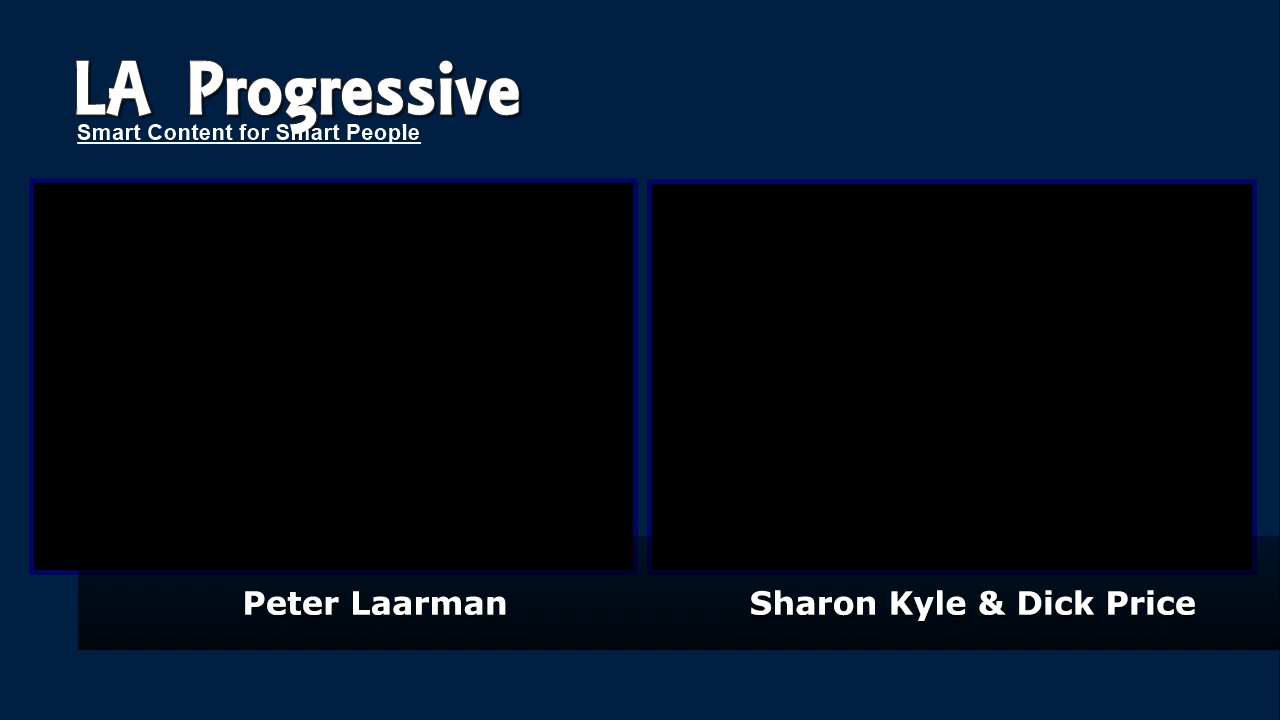 LA Progressive
Smart Content for Smart People
Peter Laarman
Sharon Kyle & Dick Price